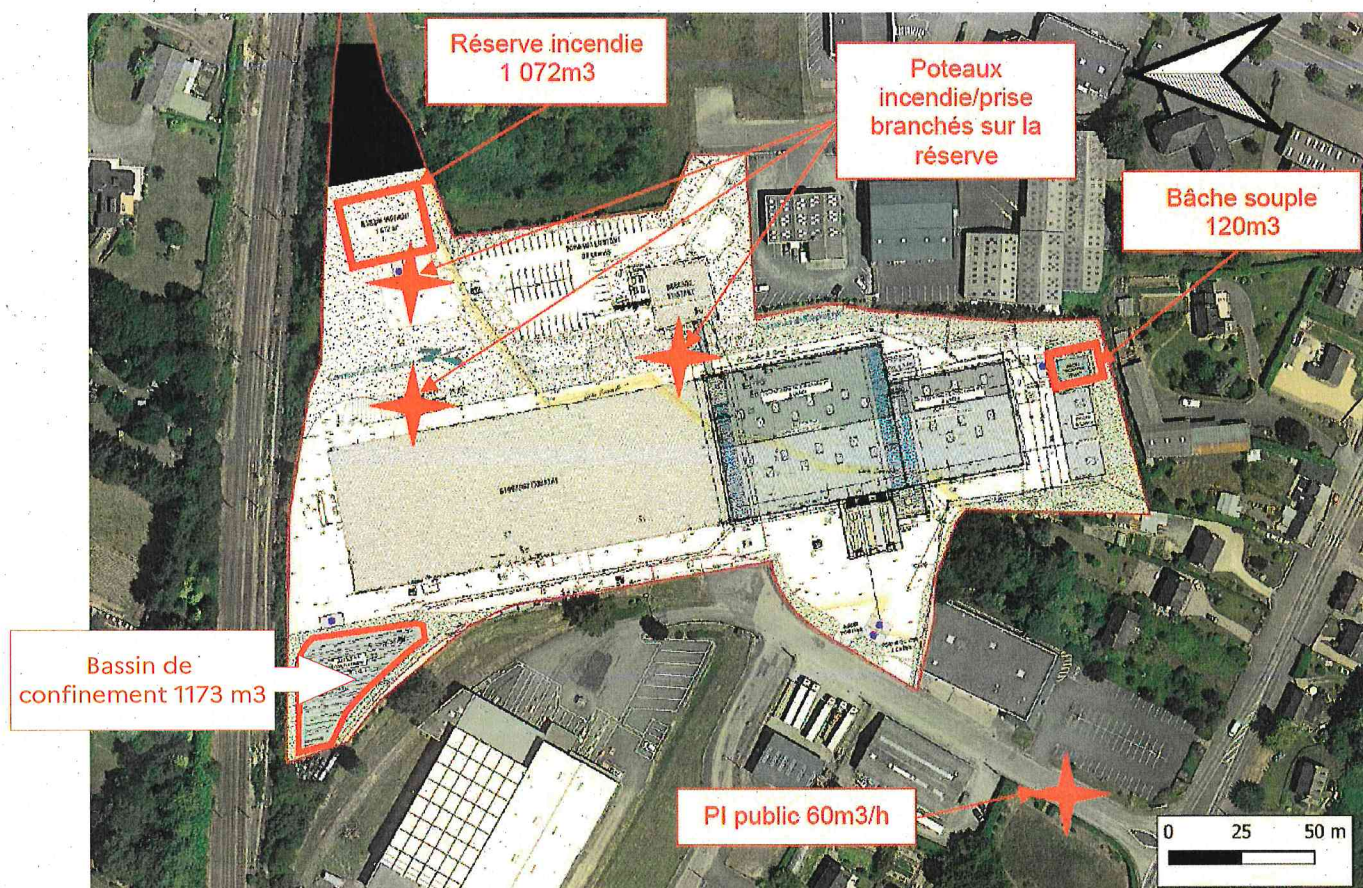 Réserve incendie
1 072m3
Poteaux
incendie/prise
branchés sur la
réserve
Bâche souple
120m3
Bassin de
confinement 1173 m3
PI public 60m3/h
0 25 50 m